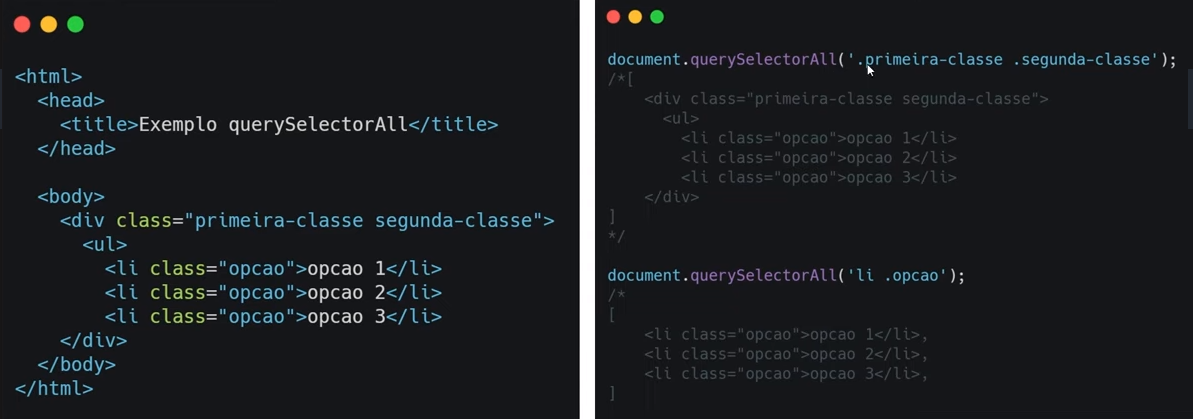 <html>
<head>
<title>Exemplo querySelectorAll</title>
</head>
<body>
<div class="primeira-classe segunda-classe">
<ul>
<li class="opcao">opcao 1</li>
<li class="opcao">opcao 2</li>
<li class="opcao">opcao 3</li>
</div>
</body>
</html>
document.querySelectorAll('.primeira-classe .segunda-classe');
/*[
<div class="primeira-classe segunda-classe">
<ul>
<li class="opcao">opcao 1</li>
<li class="opcao">opcao 2</li>
<li class="opcao">opcao 3</li>
</div>
]
*/
document.querySelectorAll('li .opcao');
/*
[
<li class="opcao">opcao 1</li>,
<li class="opcao">opcao 2</li>,
<li class="opcao">opcao 3</li>,
]